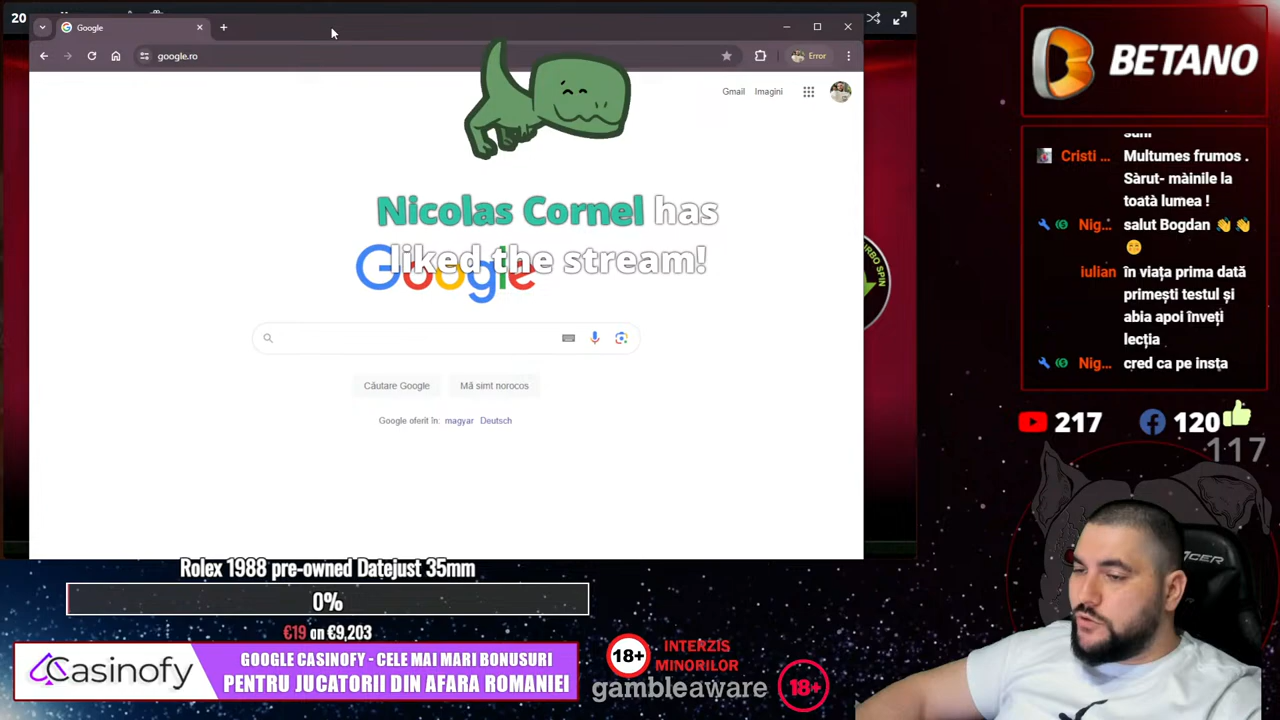 20
Google
google.ro
Error
Gmail
Imagini
Nicolas Cornel has
liked the stream!
Google
Căutare Google
Mă simt norocos
Google oferit în: magyar Deutsch
BETANO
Cristi ... Multumes frumos .
Sàrut- màinile la
toată lumea !
Nig... salut Bogdan 👋 👋
😊
iulian în viața prima dată
primești testul și
abia apoi înveți
lecția
Nig... cred ca pe insta
217
120
117
Rolex 1988 pre-owned Datejust 35mm
0%
€19 on €9,203
Casinofy
GOOGLE CASINOFY - CELE MAI MARI BONUSURI
PENTRU JUCATORII DIN AFARA ROMANIEI
18+
INTERZIS
MINORILOR
gambleaware
18+